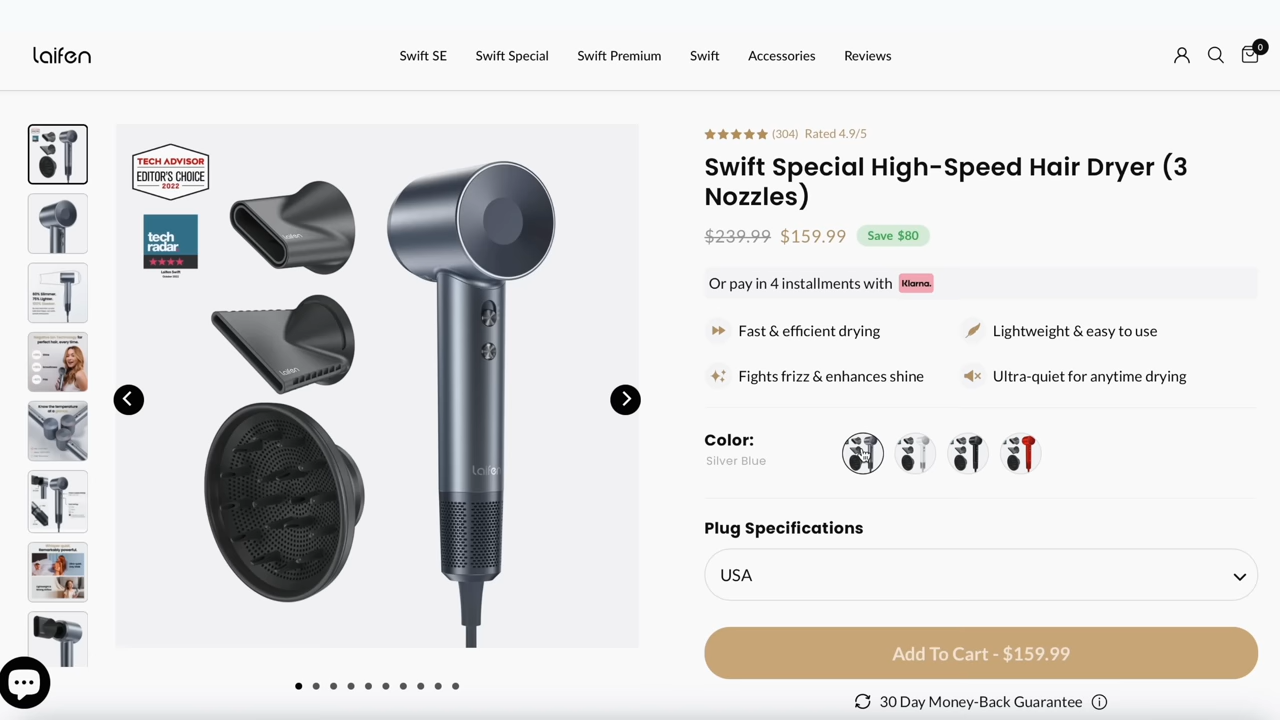 laifen
Swift SE
Swift Special
Swift Premium
Swift
Accessories
Reviews
0
TECH ADVISOR
EDITOR'S CHOICE
2022
tech
radar
laifen
laifen
laifen
(304) Rated 4.9/5
Swift Special High-Speed Hair Dryer (3
Nozzles)
$239.99 $159.99 Save $80
Or pay in 4 installments with Klarna.
Fast & efficient drying
Lightweight & easy to use
Fights frizz & enhances shine
Ultra-quiet for anytime drying
Color:
Silver Blue
Plug Specifications
USA
Add To Cart - $159.99
30 Day Money-Back Guarantee